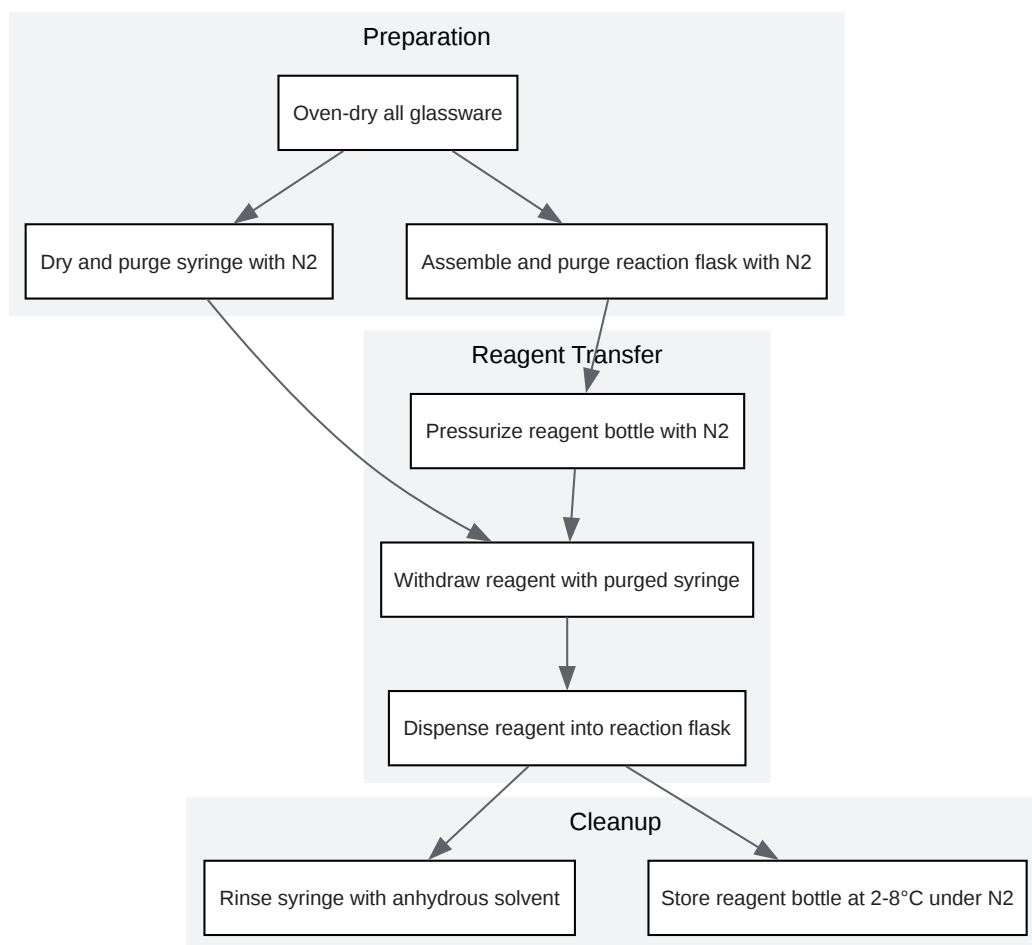 Preparation
Oven-dry all glassware
Dry and purge syringe with N2
Assemble and purge reaction flask with N2
Reagent Transfer
Pressurize reagent bottle with N2
Withdraw reagent with purged syringe
Dispense reagent into reaction flask
Cleanup
Rinse syringe with anhydrous solvent
Store reagent bottle at 2-8°C under N2